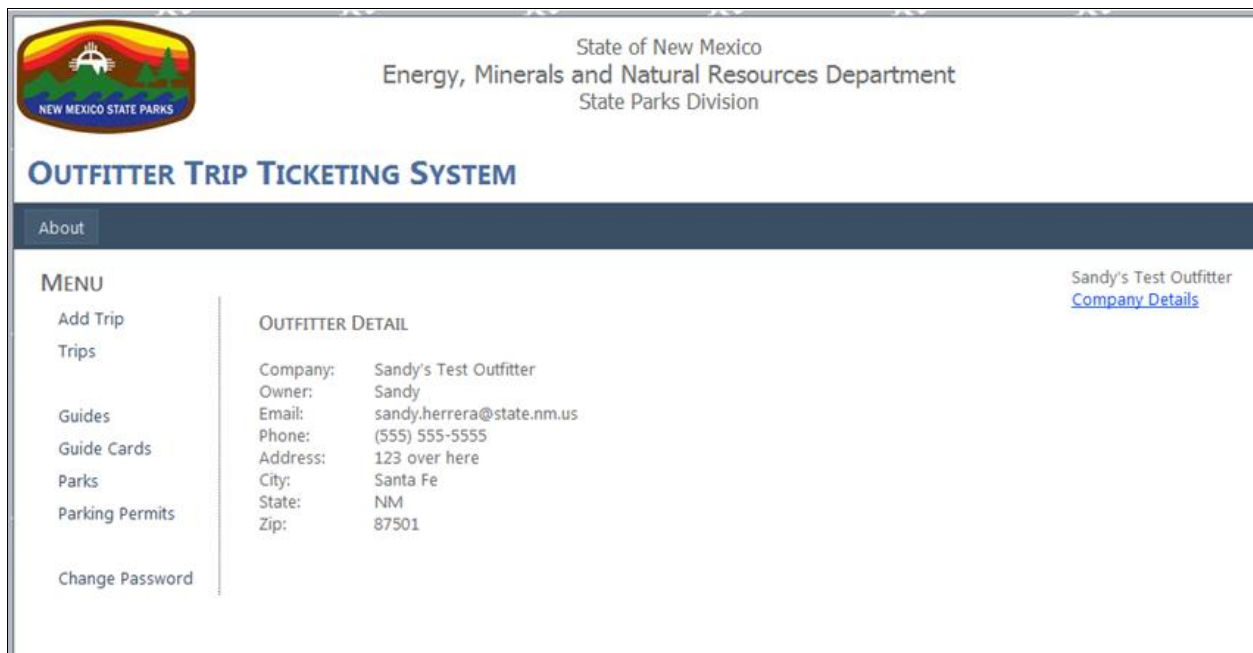 NEW MEXICO STATE PARKS
State of New Mexico
Energy, Minerals and Natural Resources Department
State Parks Division
OUTFITTER TRIP TICKETING SYSTEM
About
MENU
Add Trip
Trips
Guides
Guide Cards
Parks
Parking Permits
Change Password
Sandy's Test Outfitter
Company Details
OUTFITTER DETAIL
Company: Sandy's Test Outfitter
Owner: Sandy
Email: sandy.herrera@state.nm.us
Phone: (555) 555-5555
Address: 123 over here
City: Santa Fe
State: NM
Zip: 87501